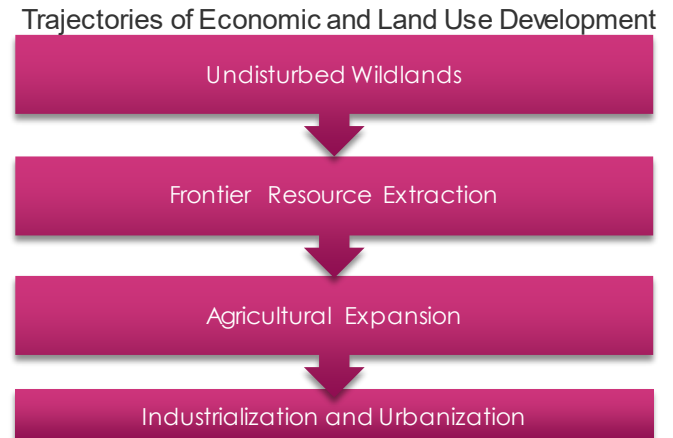 Trajectories of Economic and Land Use Development
Undisturbed Wildlands
Frontier Resource Extraction
Agricultural Expansion
Industrialization and Urbanization